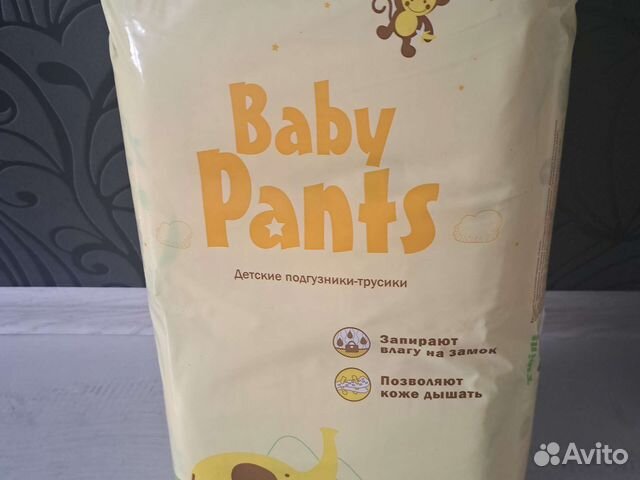 Baby
Pants
Детские подгузники-трусики
Запирают
влагу на замок
Позволяют
коже дышать
Avito